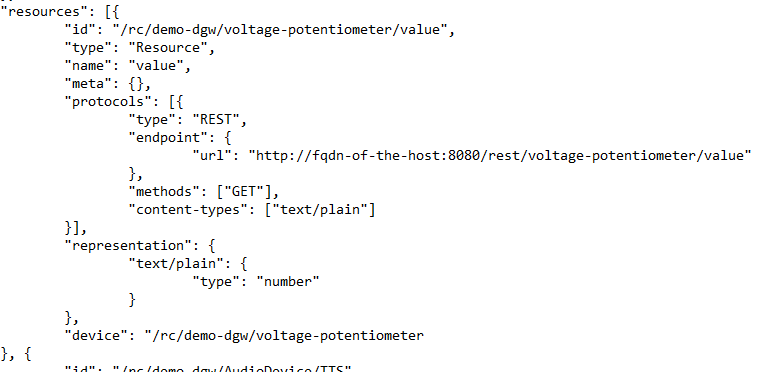 "resources": [{
"id": "/rc/demo-dgw/voltage-potentiometer/value",
"type": "Resource",
"name": "value",
"meta": {},
"protocols": [{
"type": "REST",
"endpoint": {
"url": "http://fqdn-of-the-host:8080/rest/voltage-potentiometer/value"
},
"methods": ["GET"],
"content-types": ["text/plain"]
}],
"representation": {
"text/plain": {
"type": "number"
}
},
"device": "/rc/demo-dgw/voltage-potentiometer
}, {
"id": "/rc/demo-dgw/AudioDevice/TTS"